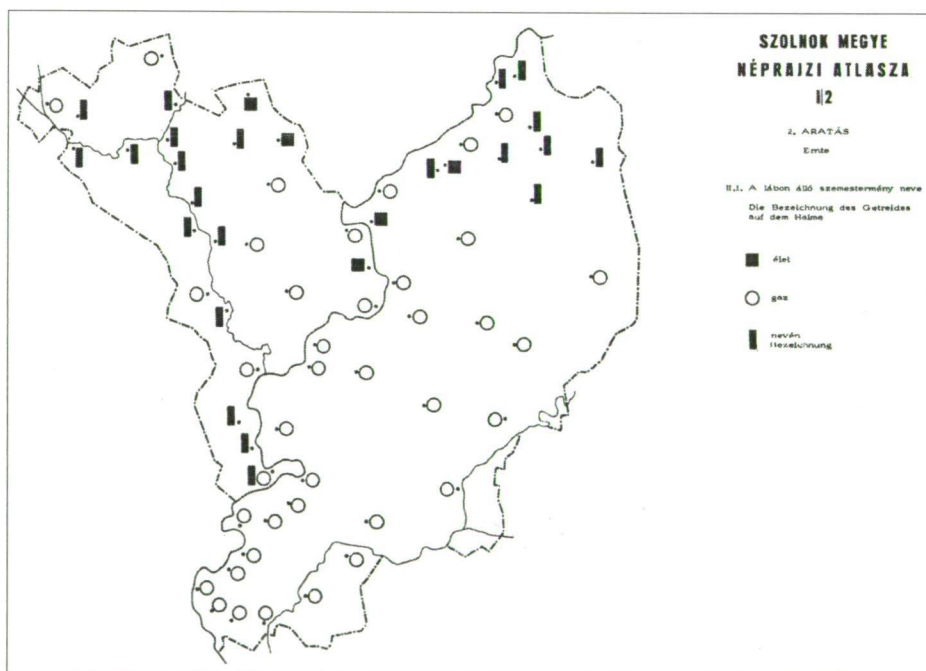 SZOLNOK MEGYE
NÉPRAJZI ATLASZA
I/2
2. ARATÁS
Ernte
II.1. A lábon álló szemestermény neve
Die Bezeichnung des Getreides
auf dem Halme
élet
gaz
nevén
Bezeichnung